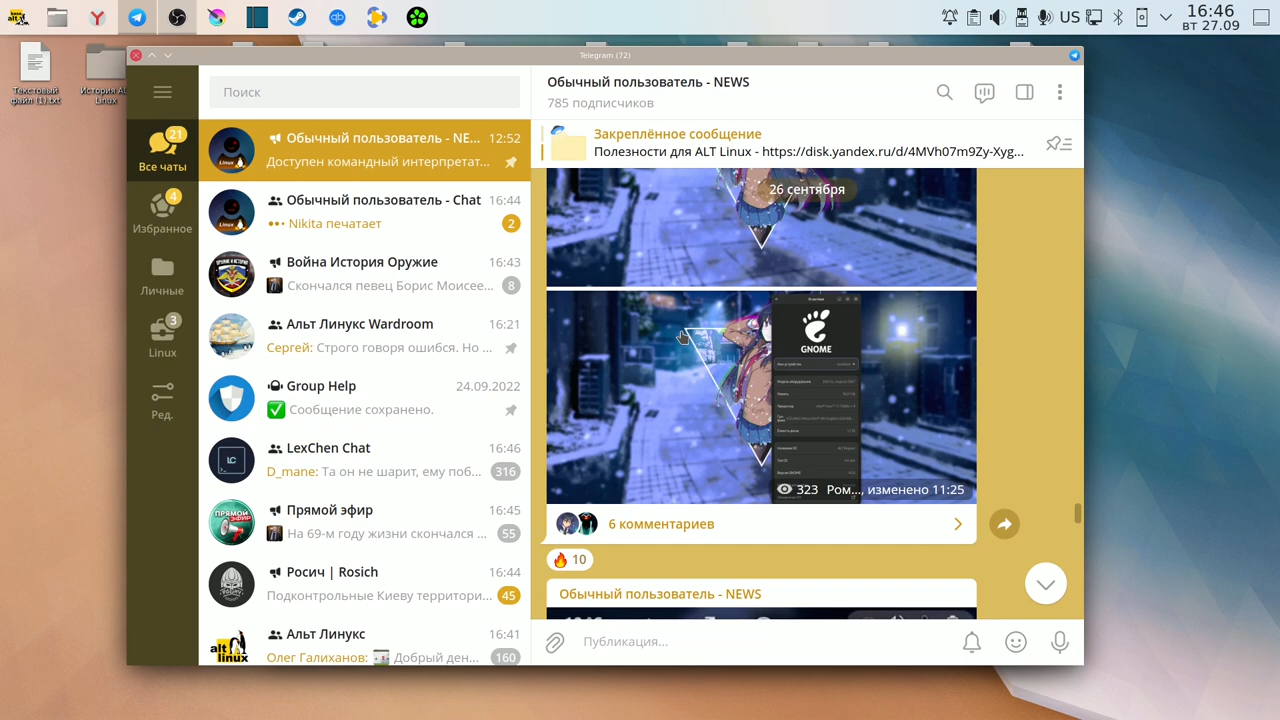 US
16:46
вт 27.09
Текстовый
файл (1).txt
История AL
Linux
Telegram (72)
Поиск
Обычный пользователь - NEWS
785 подписчиков
Закреплённое сообщение
Полезности для ALT Linux - https://disk.yandex.ru/d/4MVh07m9Zy-Xyg...
21
Все чаты
4
Избранное
Личные
3
Linux
Ред.
Обычный пользователь - NE...
12:52
Доступен командный интерпретат...
Обычный пользователь - Chat
16:44
Nikita печатает
2
Война История Оружие
16:43
Скончался певец Борис Моисее...
8
Альт Линукс Wardroom
16:21
Сергей: Строго говоря ошибся. Но ...
Group Help
24.09.2022
Сообщение сохранено.
LexChen Chat
16:46
D_mane: Та он не шарит, ему поб...
316
Прямой эфир
16:45
На 69-м году жизни скончался ...
55
Росич | Rosich
16:44
Подконтрольные Киеву территори...
45
Альт Линукс
16:41
Олег Галиханов: Добрый ден...
160
26 сентября
GNOME
323 Ром..., изменено 11:25
6 комментариев
10
Обычный пользователь - NEWS
Публикация...